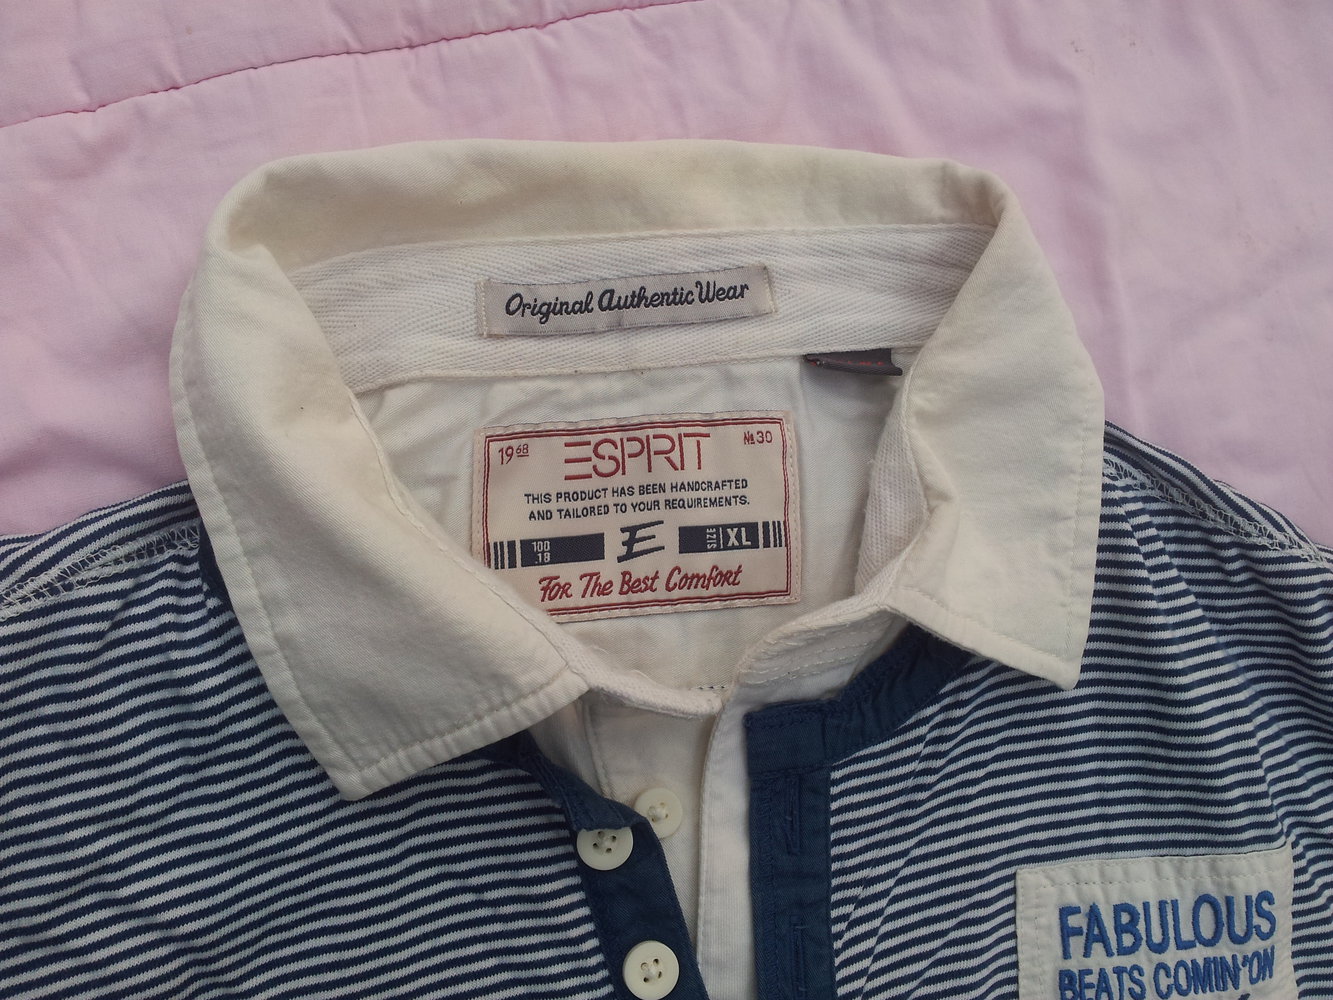 Original Authentic Wear
1968
ESPRIT
№30
THIS PRODUCT HAS BEEN HANDCRAFTED
AND TAILORED TO YOUR REQUIREMENTS.
100
.18
E
SIZE
XL
FOR THE BEST COMFORT
FABULOUS
BEATS COMIN'ON